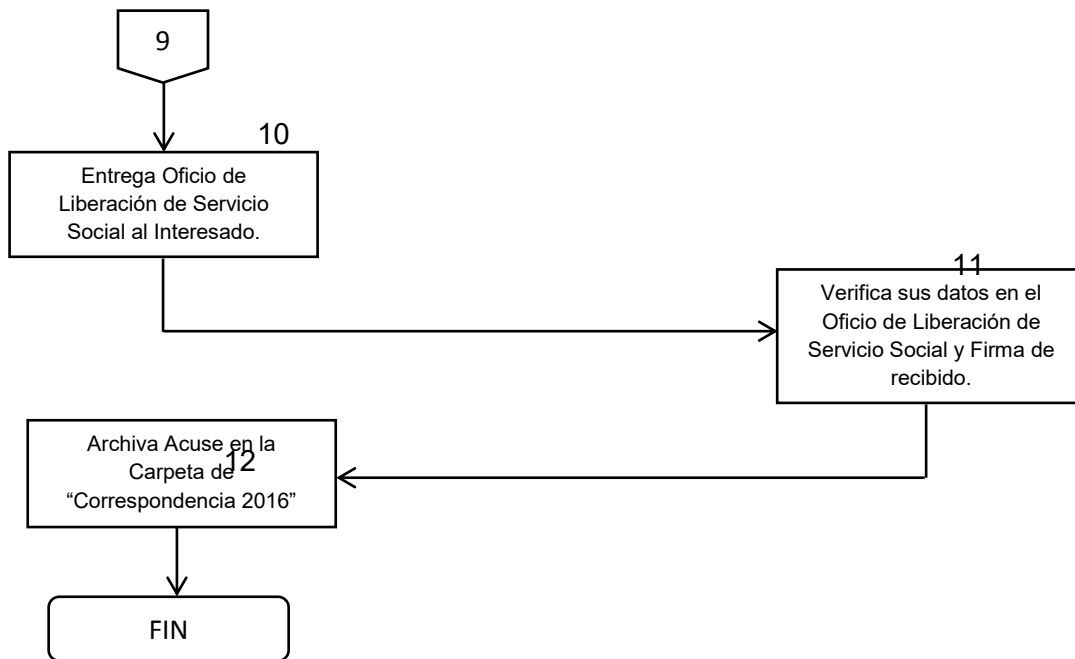 9
10
Entrega Oficio de
Liberación de Servicio
Social al Interesado.
11
Verifica sus datos en el
Oficio de Liberación de
Servicio Social y Firma de
recibido.
12
Archiva Acuse en la
Carpeta de
“Correspondencia 2016”
FIN